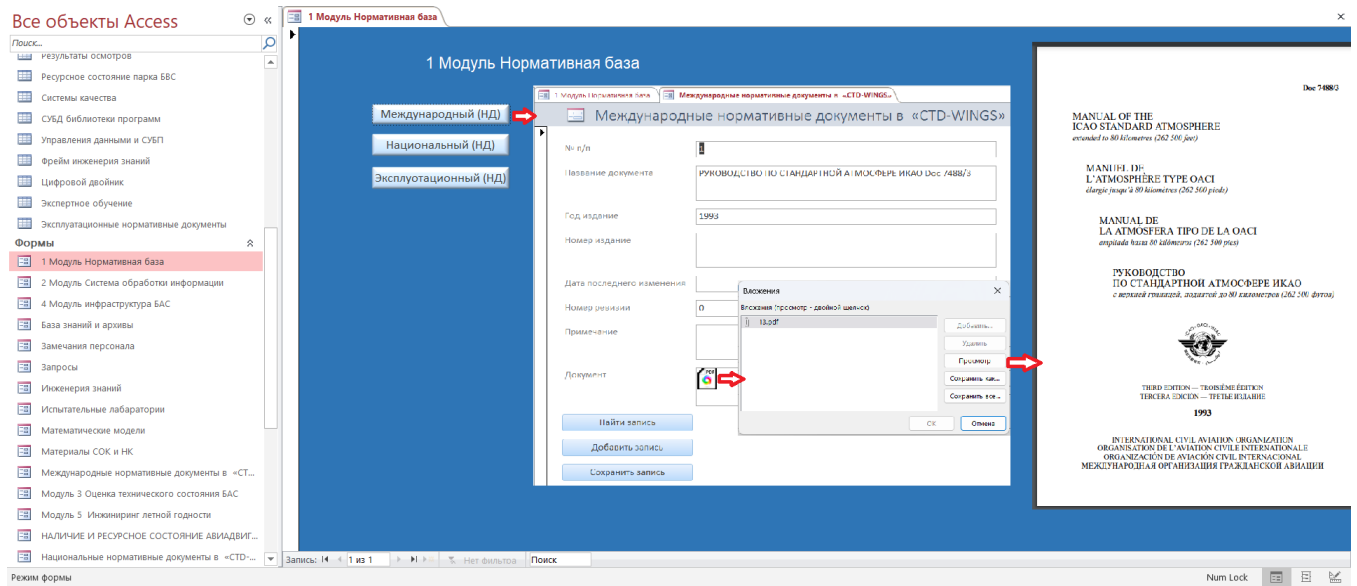 Все объекты Access
Поиск...
Результаты осмотров
Ресурсное состояние парка БВС
Системы качества
СУБД библиотеки программ
Управления данными и СУБП
Фрейм инженерия знаний
Цифровой двойник
Экспертное обучение
Эксплуатационные нормативные документы
Формы
1 Модуль Нормативная база
2 Модуль Система обработки информации
4 Модуль инфраструктура БАС
База знаний и архивы
Замечания персонала
Запросы
Инженерия знаний
Испытательные лабаратории
Математические модели
Материалы СОК и НК
Международные нормативные документы в «СТ...
Модуль 3 Оценка технического состояния БАС
Модуль 5 Инжиниринг летной годности
НАЛИЧИЕ И РЕСУРСНОЕ СОСТОЯНИЕ АВИАДВИГ...
Национальные нормативные документы в «CTD-...
1 Модуль Нормативная база
1 Модуль Нормативная база
Международный (НД)
Национальный (НД)
Эксплуотационный (НД)
1 Модуль Нормативная база
Международные нормативные документы в «CTD-WINGS»
Международные нормативные документы в «CTD-WINGS»
№ п/п
1
Название документа
РУКОВОДСТВО ПО СТАНДАРТНОЙ АТМОСФЕРЕ ИКАО Doc 7488/3
Год издание
1993
Номер издание
Дата последнего изменения
Номер ревизии
0
Примечание
Документ
PDF
Найти запись
Добавить запись
Сохранить запись
Вложения
Вложения (просмотр - двойной щелчок)
13.pdf
Добавить...
Удалить
Просмотр
Сохранить как...
Сохранить все...
ОК
Отмена
Doc 7488/3
MANUAL OF THE
ICAO STANDARD ATMOSPHERE
extended to 80 kilometres (262 500 feet)
MANUEL DE
L'ATMOSPHÈRE TYPE OACI
élargie jusqu'à 80 kilomètres (262 500 pieds)
MANUAL DE
LA ATMOSFERA TIPO DE LA OACI
ampliada hasta 80 kilómetros (262 500 pies)
РУКОВОДСТВО
ПО СТАНДАРТНОЙ АТМОСФЕРЕ ИКАО
с верхней границей, поднятой до 80 километров (262 500 футов)
THIRD EDITION — TROISIÈME ÉDITION
TERCERA EDICIÓN — ТРЕТЬЕ ИЗДАНИЕ
1993
INTERNATIONAL CIVIL AVIATION ORGANIZATION
ORGANISATION DE L'AVIATION CIVILE INTERNATIONALE
ORGANIZACIÓN DE AVIACIÓN CIVIL INTERNACIONAL
МЕЖДУНАРОДНАЯ ОРГАНИЗАЦИЯ ГРАЖДАНСКОЙ АВИАЦИИ
Запись: 1 из 1 Нет фильтра Поиск
Режим формы
Num Lock